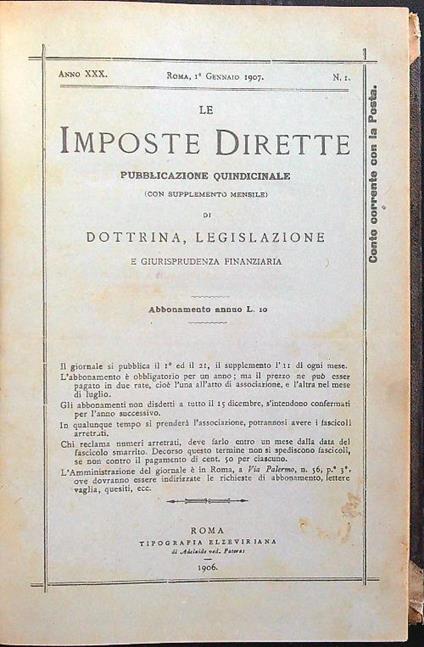 ANNO XXX.
ROMA, 1° GENNAIO 1907.
N. 1.
LE
IMPOSTE DIRETTE
PUBBLICAZIONE QUINDICINALE
(CON SUPPLEMENTO MENSILE)
DI
DOTTRINA, LEGISLAZIONE
E GIURISPRUDENZA FINANZIARIA
Abbonamento annuo L. 10
Il giornale si pubblica il 1° ed il 21, il supplemento l'11 di ogni mese.
L'abbonamento è obbligatorio per un anno; ma il prezzo ne può esser
pagato in due rate, cioè l'una all'atto di associazione, e l'altra nel mese
di luglio.
Gli abbonamenti non disdetti a tutto il 15 dicembre, s'intendono confermati
per l'anno successivo.
In qualunque tempo si prenderà l'associazione, potrannosi avere i fascicoli
arretrati.
Chi reclama numeri arretrati, deve farlo entro un mese dalla data del
fascicolo smarrito. Decorso questo termine non si spediscono fascicoli,
se non contro il pagamento di cent. 50 per ciascuno.
L'Amministrazione del giornale è in Roma, a Via Palermo, n. 56, p.° 3°,
ove dovranno essere indirizzate le richieste di abbonamento, lettere
vaglia, quesiti, ecc.
ROMA
TIPOGRAFIA ELZEVIRIANA
di Adelaide ved. Pateras
1906.
Conto corrente con la Posta.